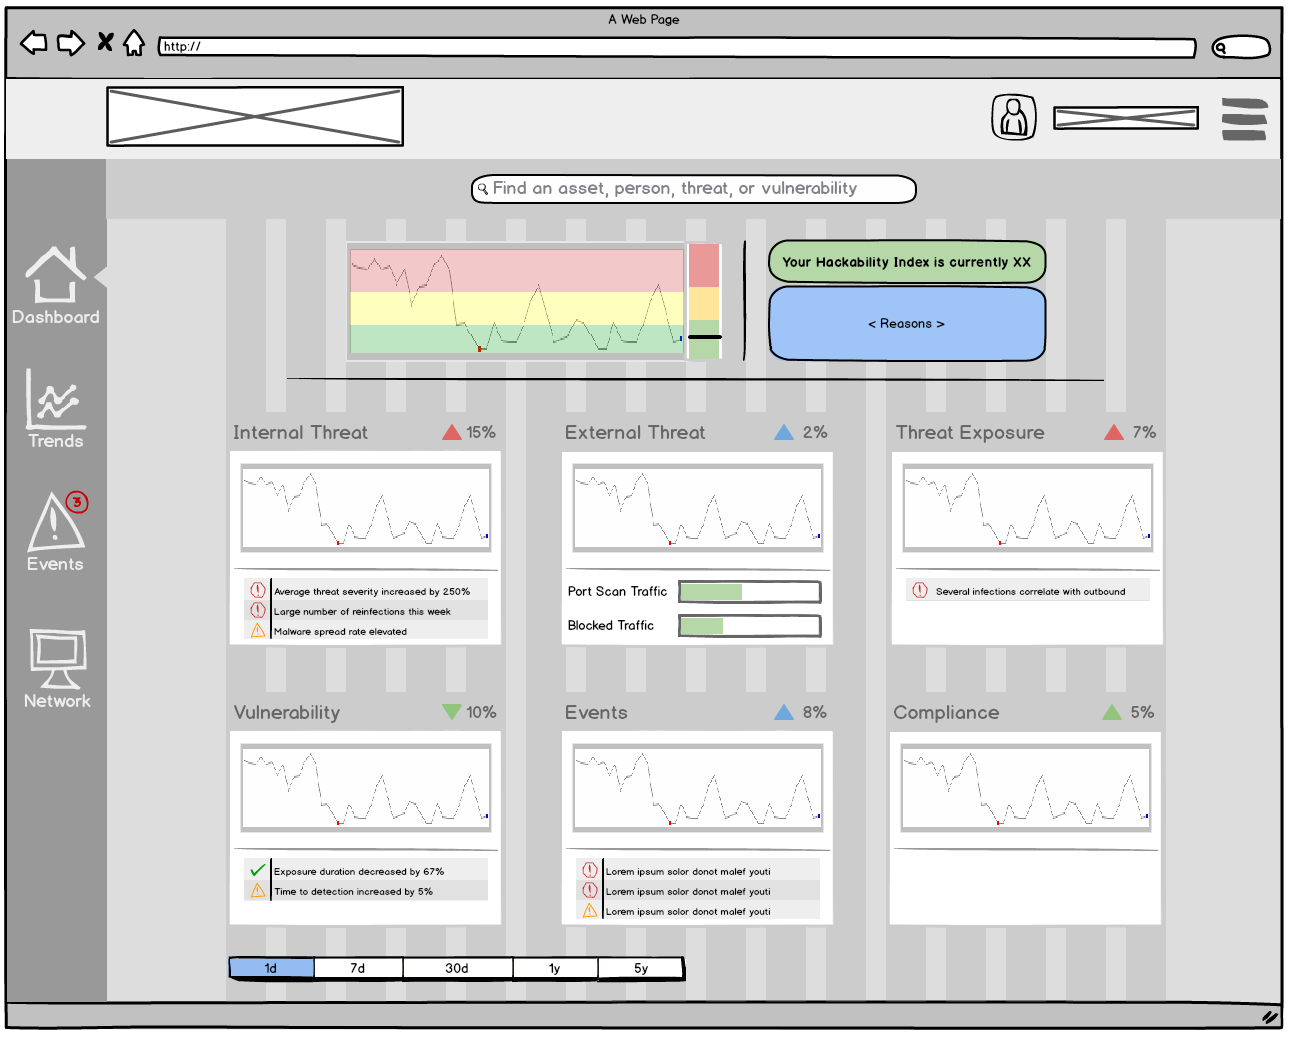 A Web Page
http://
Find an asset, person, threat, or vulnerability
Dashboard
Trends
3
Events
Network
Your Hackability Index is currently XX
< Reasons >
Internal Threat 15%
Average threat severity increased by 250%
Large number of reinfections this week
Malware spread rate elevated
External Threat 2%
Port Scan Traffic
Blocked Traffic
Threat Exposure 7%
Several infections correlate with outbound
Vulnerability 10%
Exposure duration decreased by 67%
Time to detection increased by 5%
Events 8%
Lorem ipsum solor donot malef youti
Lorem ipsum solor donot malef youti
Lorem ipsum solor donot malef youti
Compliance 5%
1d 7d 30d 1y 5y